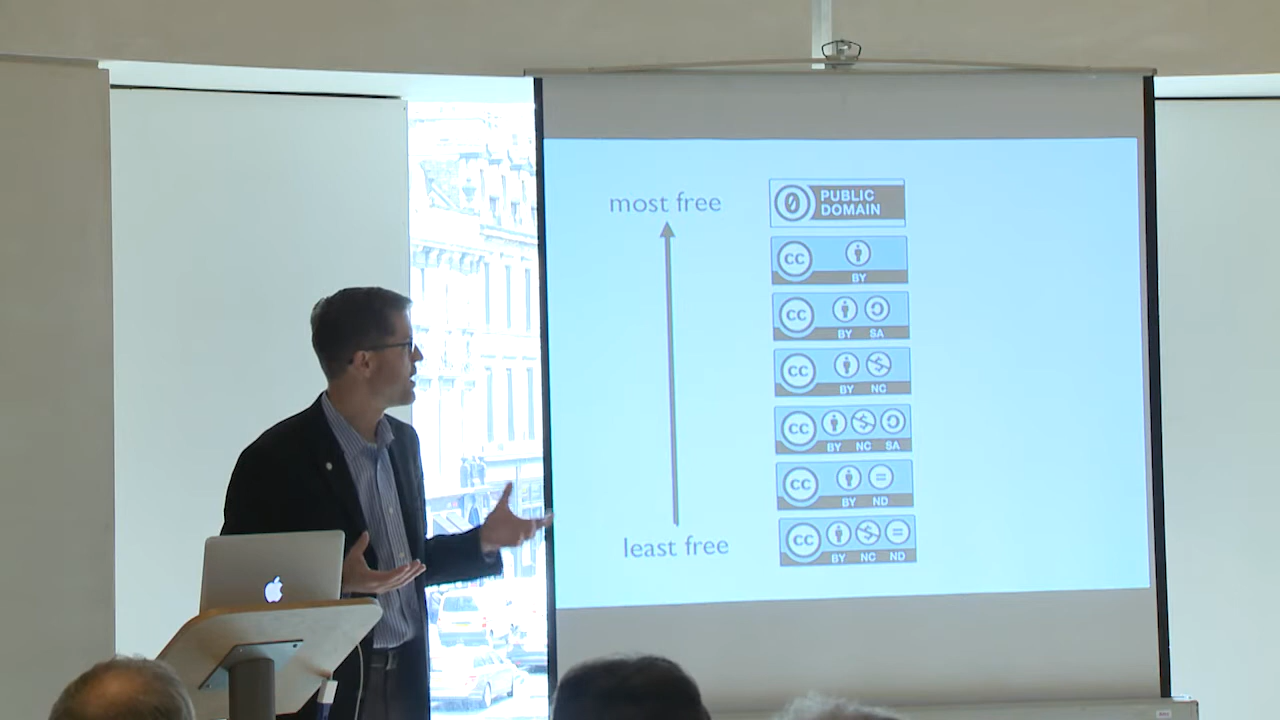 most free
PUBLIC
DOMAIN
CC
BY
CC
BY SA
CC
BY NC
CC
BY NC SA
CC
BY ND
least free
CC
BY NC ND